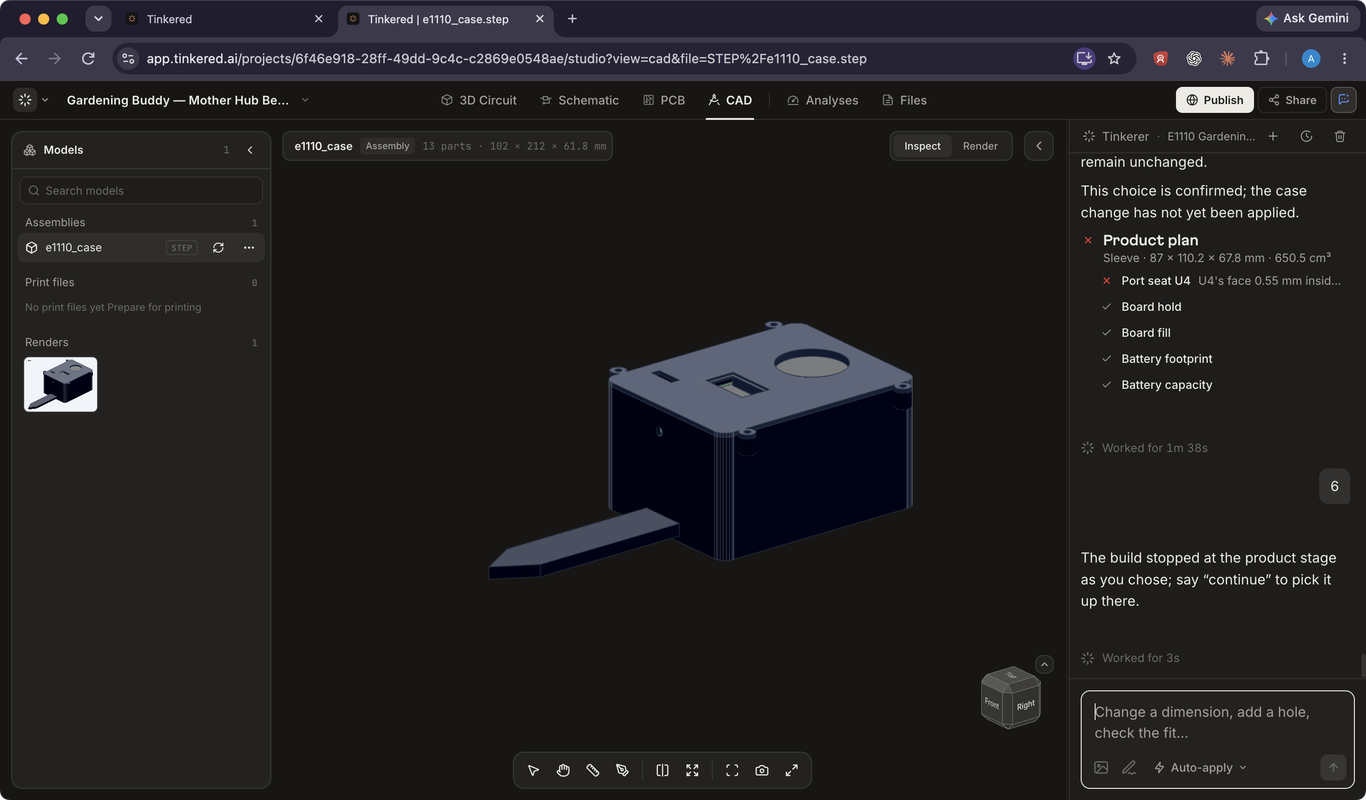 Tinkered
Tinkered | e1110_case.step
Ask Gemini
app.tinkered.ai/projects/6f46e918-28ff-49dd-9c4c-c2869e0548ae/studio?view=cad&file=STEP%2Fe1110_case.step
A
Gardening Buddy — Mother Hub Be...
3D Circuit
Schematic
PCB
CAD
Analyses
Files
Publish
Share
Models 1
Search models
Assemblies 1
e1110_case STEP
Print files 0
No print files yet Prepare for printing
Renders 1
e1110_case Assembly 13 parts · 102 × 212 × 61.8 mm
Inspect Render
Top
Front
Right
Tinkerer · E1110 Gardenin...
remain unchanged.
This choice is confirmed; the case
change has not yet been applied.
Product plan
Sleeve · 87 × 110.2 × 67.8 mm · 650.5 cm³
Port seat U4 U4's face 0.55 mm insid...
Board hold
Board fill
Battery footprint
Battery capacity
Worked for 1m 38s
6
The build stopped at the product stage
as you chose; say “continue” to pick it
up there.
Worked for 3s
Change a dimension, add a hole,
check the fit...
Auto-apply